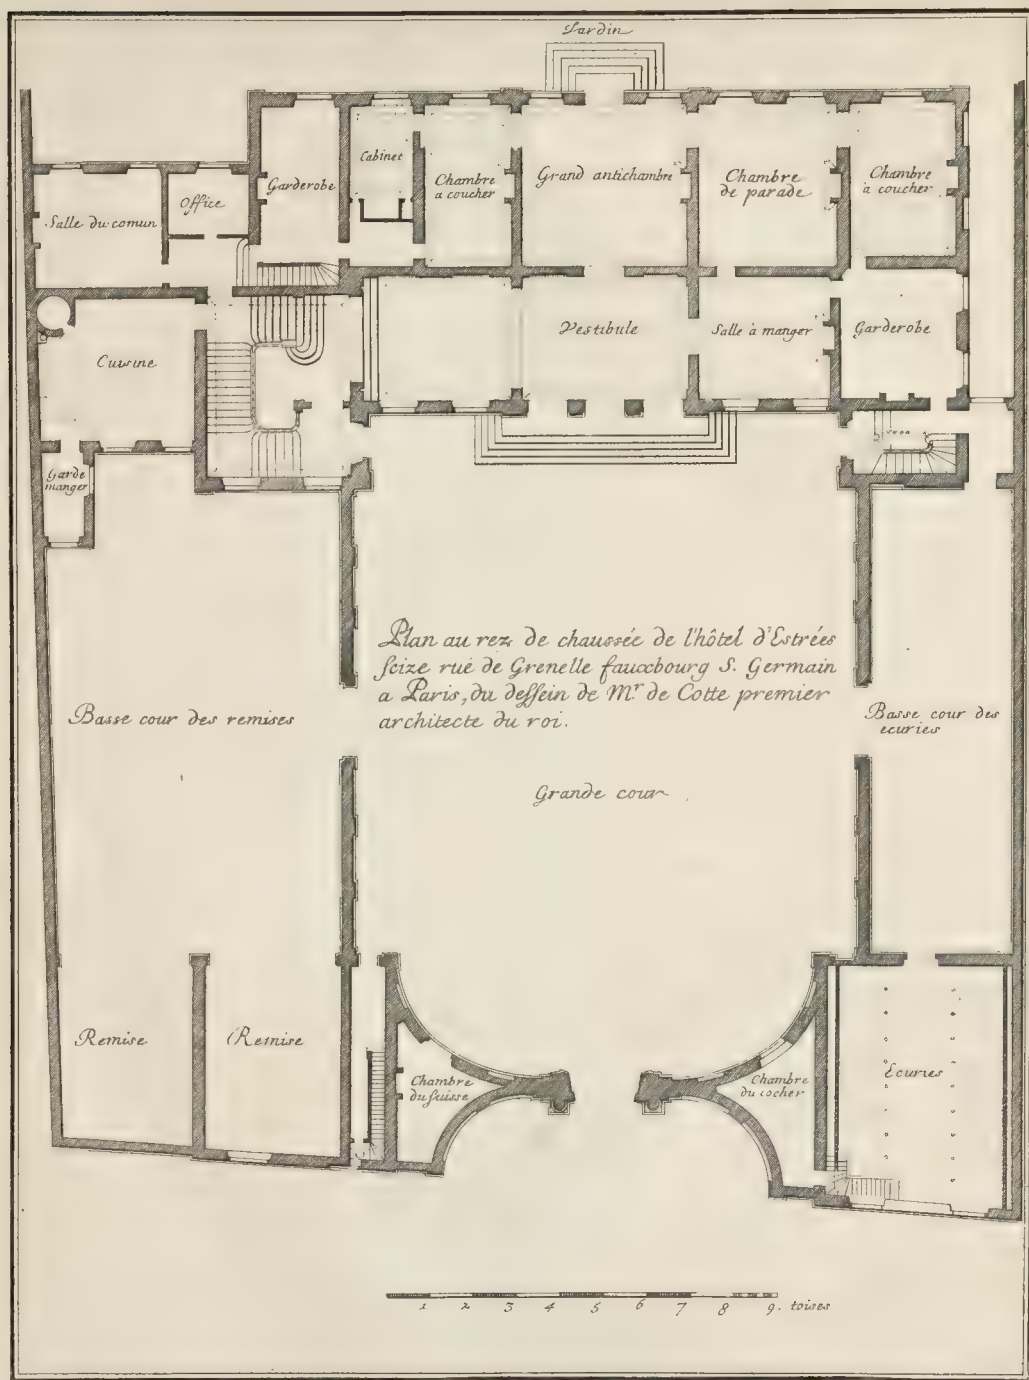 Jardin
Cabinet
Garderobe
Chambre
a coucher
Grand antichambre
Chambre
de parade
Chambre
à coucher
Office
Salle du comun
Vestibule
Salle à manger
Garderobe
Cuisine
Garde
manger
Plan au rez de chaussée de l'hôtel d'Estrées
scize rue de Grenelle fauxbourg S. Germain
a Paris, du dessein de Mr. de Cotte premier
architecte du roi.
Basse cour des remises
Basse cour des
ecuries
Grande cour
Remise
Remise
Chambre
du suisse
Chambre
du cocher
Ecuries
1 2 3 4 5 6 7 8 9. toises